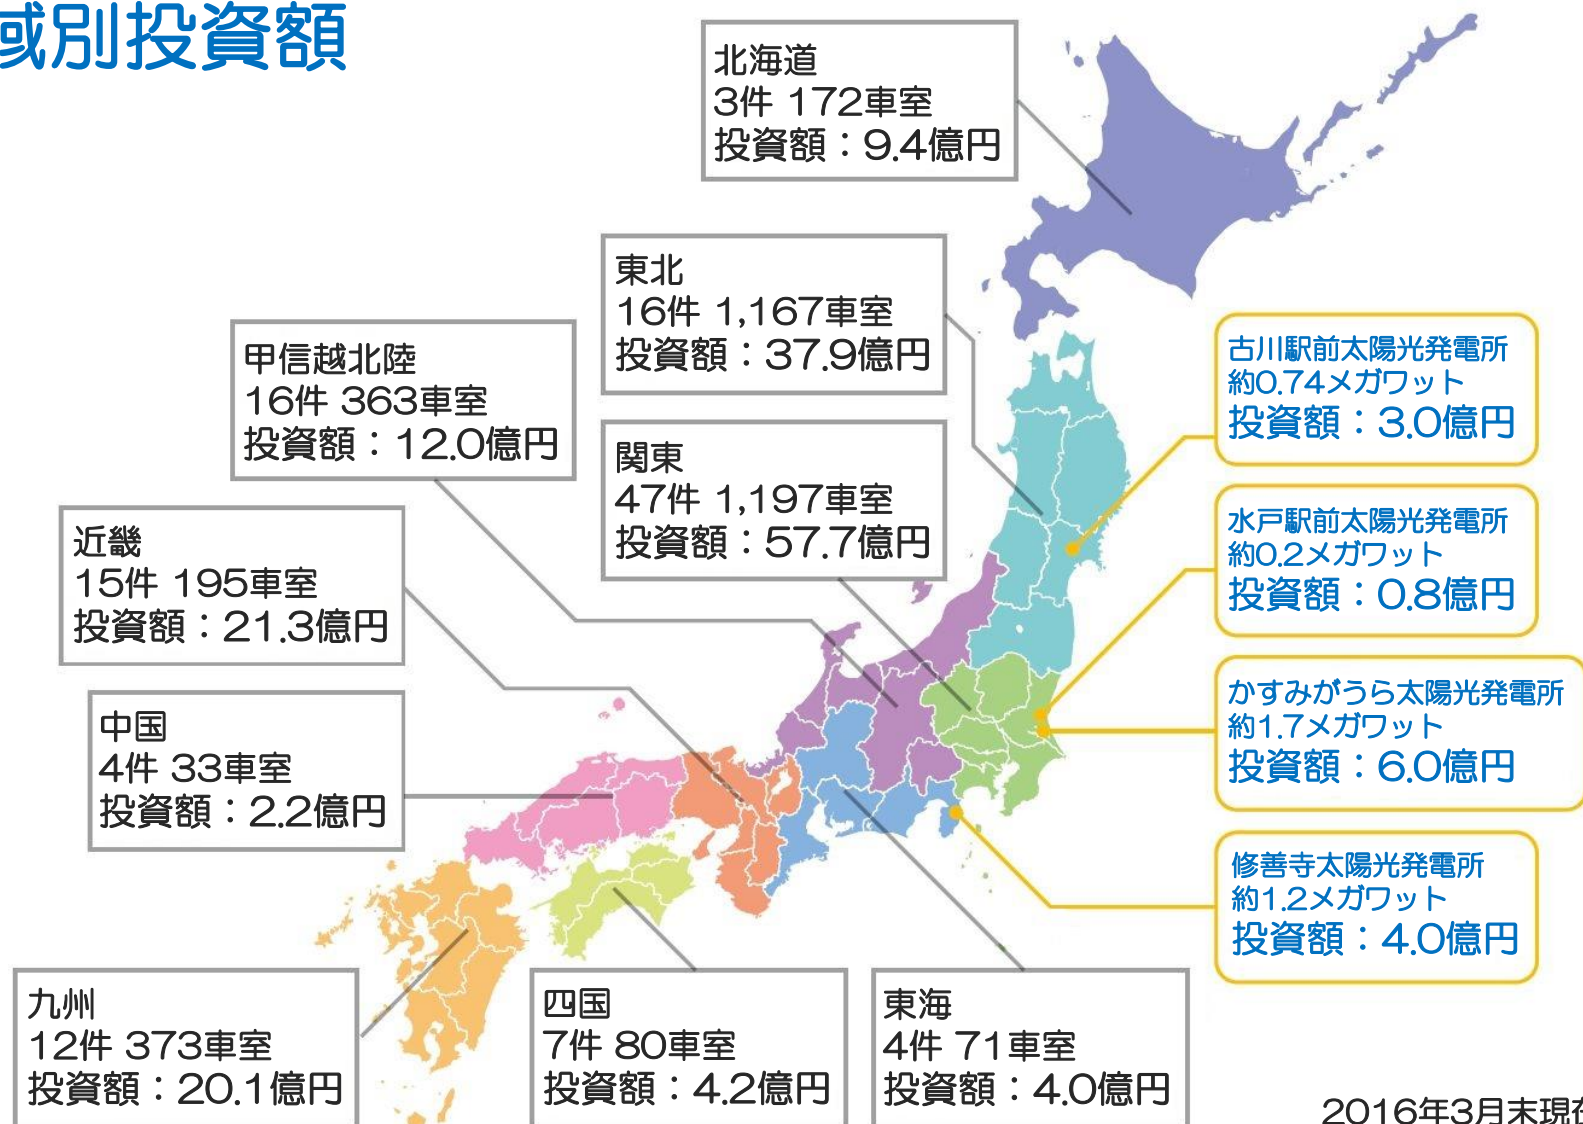 域別投資額
北海道
3件 172車室
投資額：9.4億円
東北
16件 1,167車室
投資額：37.9億円
甲信越北陸
16件 363車室
投資額：12.0億円
関東
47件 1,197車室
投資額：57.7億円
近畿
15件 195車室
投資額：21.3億円
中国
4件 33車室
投資額：2.2億円
九州
12件 373車室
投資額：20.1億円
四国
7件 80車室
投資額：4.2億円
東海
4件 71車室
投資額：4.0億円
古川駅前太陽光発電所
約0.74メガワット
投資額：3.0億円
水戸駅前太陽光発電所
約0.2メガワット
投資額：0.8億円
かすみがうら太陽光発電所
約1.7メガワット
投資額：6.0億円
修善寺太陽光発電所
約1.2メガワット
投資額：4.0億円
2016年3月末現在